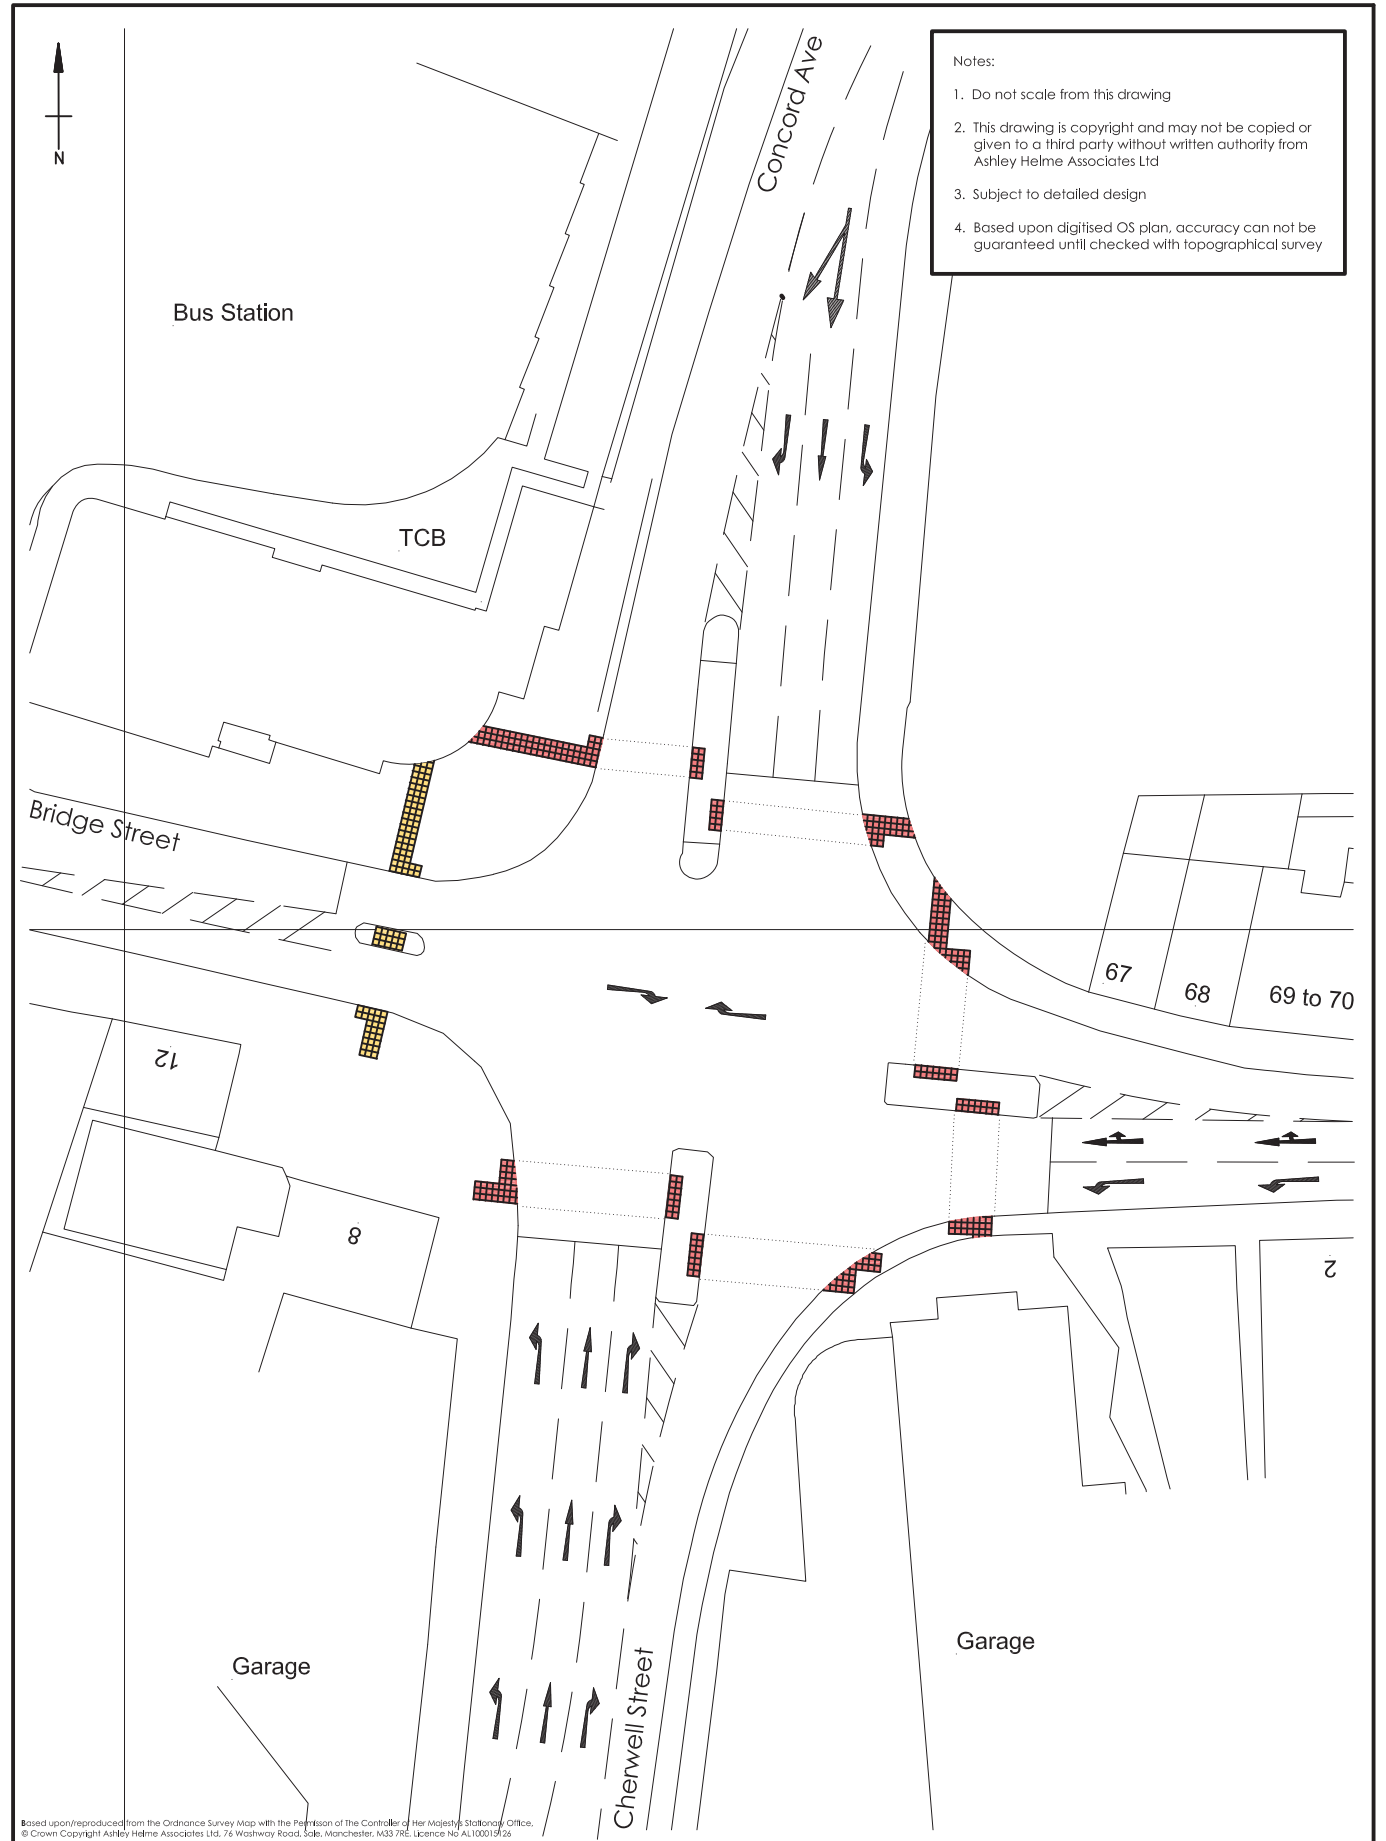 Notes:
1. Do not scale from this drawing
2. This drawing is copyright and may not be copied or
given to a third party without written authority from
Ashley Helme Associates Ltd
3. Subject to detailed design
4. Based upon digitised OS plan, accuracy can not be
guaranteed until checked with topographical survey
N
Concord Ave
Bus Station
TCB
Bridge Street
67
68
69 to 70
12
8
2
Garage
Garage
Cherwell Street
Based upon/reproduced from the Ordnance Survey Map with the Permisson of The Controller of Her Majesty's Stationary Office,
© Crown Copyright Ashley Helme Associates Ltd, 76 Washway Road, Sale, Manchester, M33 7RE. Licence No AL100015126